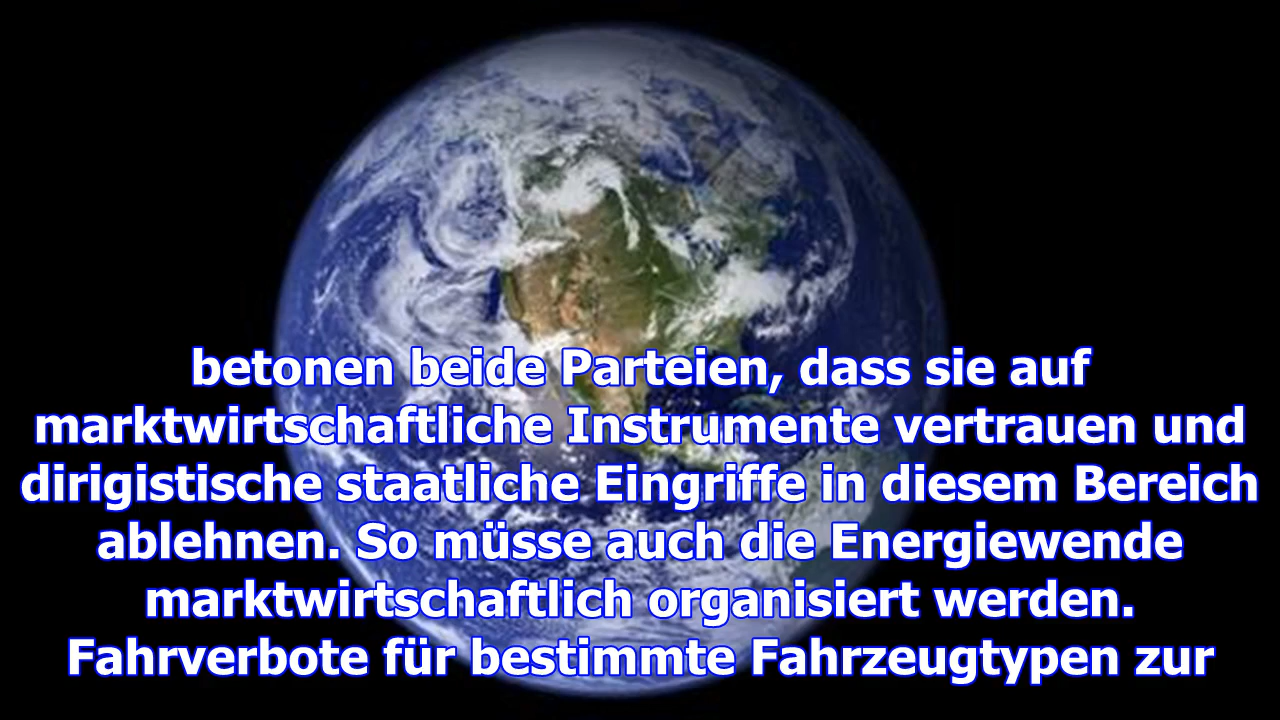 betonen beide Parteien, dass sie auf
marktwirtschaftliche Instrumente vertrauen und
dirigistische staatliche Eingriffe in diesem Bereich
ablehnen. So müsse auch die Energiewende
marktwirtschaftlich organisiert werden.
Fahrverbote für bestimmte Fahrzeugtypen zur